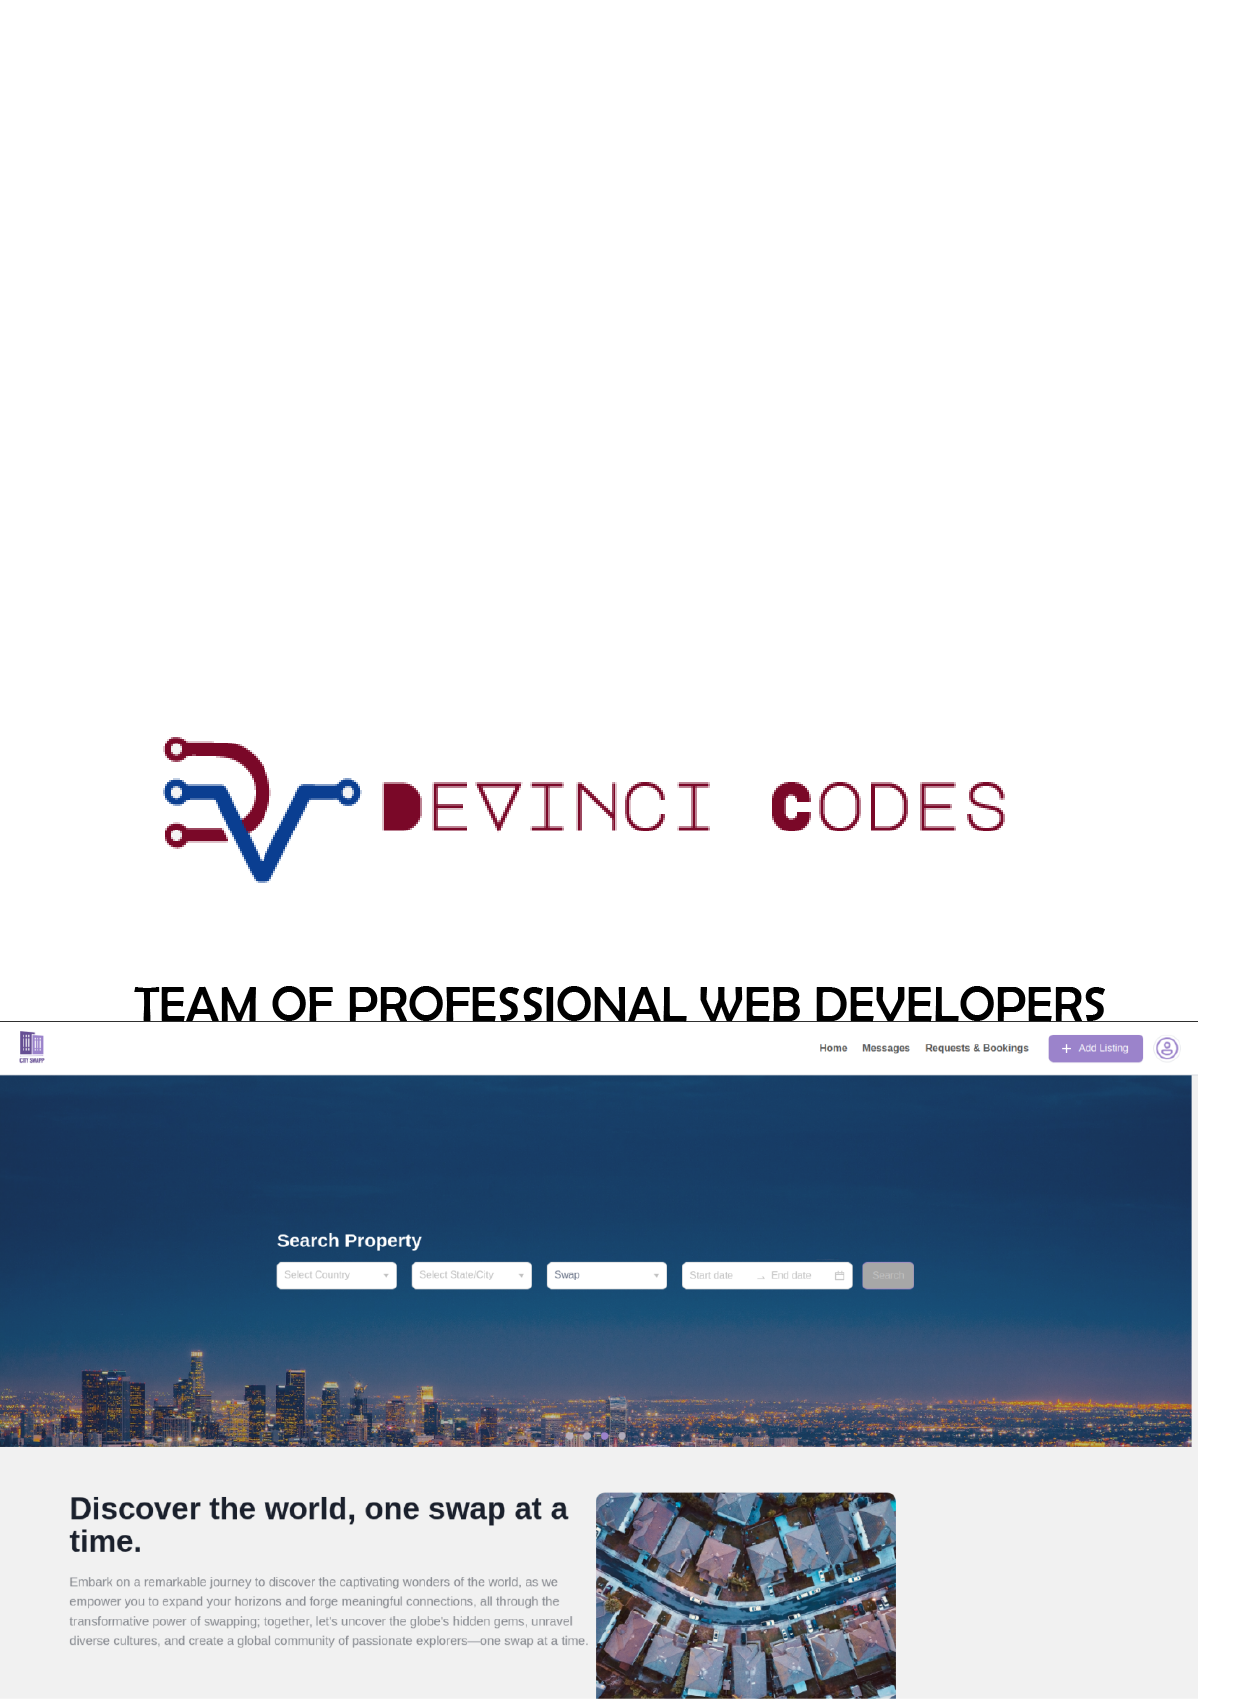 DEVINCI CODES
TEAM OF PROFESSIONAL WEB DEVELOPERS
CITY SWAPP
Home Messages Requests & Bookings + Add Listing
Search Property
Select Country Select State/City Swap Start date → End date Search
Discover the world, one swap at a
time.
Embark on a remarkable journey to discover the captivating wonders of the world, as we
empower you to expand your horizons and forge meaningful connections, all through the
transformative power of swapping; together, let's uncover the globe's hidden gems, unravel
diverse cultures, and create a global community of passionate explorers—one swap at a time.